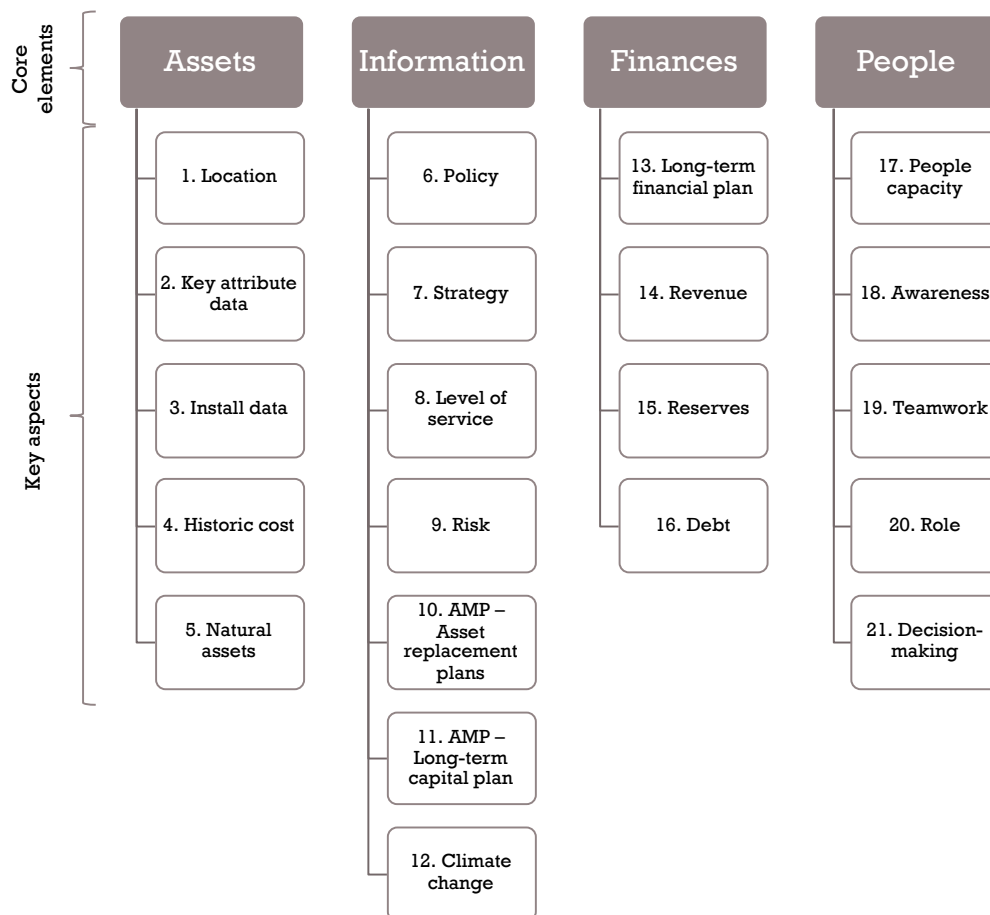 Core
elements
Assets
Information
Finances
People
Key aspects
1. Location
2. Key attribute
data
3. Install data
4. Historic cost
5. Natural
assets
6. Policy
7. Strategy
8. Level of
service
9. Risk
10. AMP –
Asset
replacement
plans
11. AMP –
Long-term
capital plan
12. Climate
change
13. Long-term
financial plan
14. Revenue
15. Reserves
16. Debt
17. People
capacity
18. Awareness
19. Teamwork
20. Role
21. Decision-
making